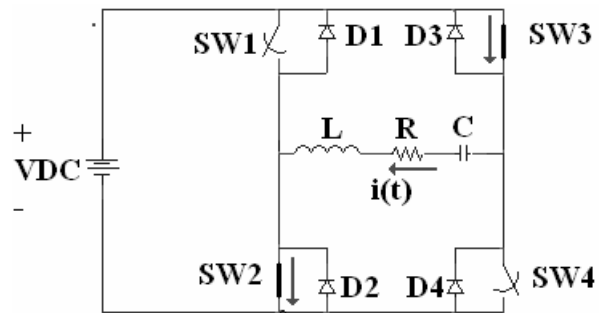 SW1 D1 D3 SW3
L R C
+
VDC
-
i(t)
SW2 D2 D4 SW4